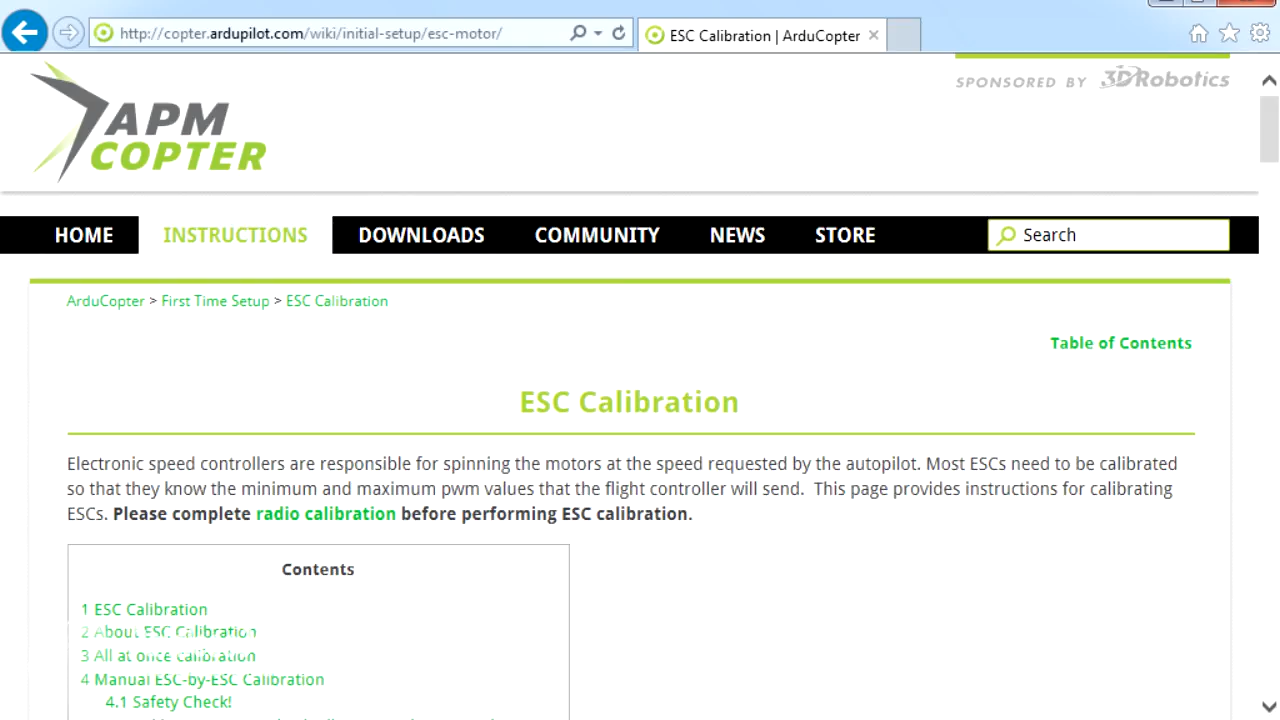 http://copter.ardupilot.com/wiki/initial-setup/esc-motor/
ESC Calibration | ArduCopter
SPONSORED BY 3DRobotics
APM
COPTER
HOME INSTRUCTIONS DOWNLOADS COMMUNITY NEWS STORE Search
ArduCopter > First Time Setup > ESC Calibration
Table of Contents
ESC Calibration
Electronic speed controllers are responsible for spinning the motors at the speed requested by the autopilot. Most ESCs need to be calibrated
so that they know the minimum and maximum pwm values that the flight controller will send. This page provides instructions for calibrating
ESCs. Please complete radio calibration before performing ESC calibration.
Contents
1 ESC Calibration
2 About ESC Calibration
3 All at once calibration
4 Manual ESC-by-ESC Calibration
4.1 Safety Check!